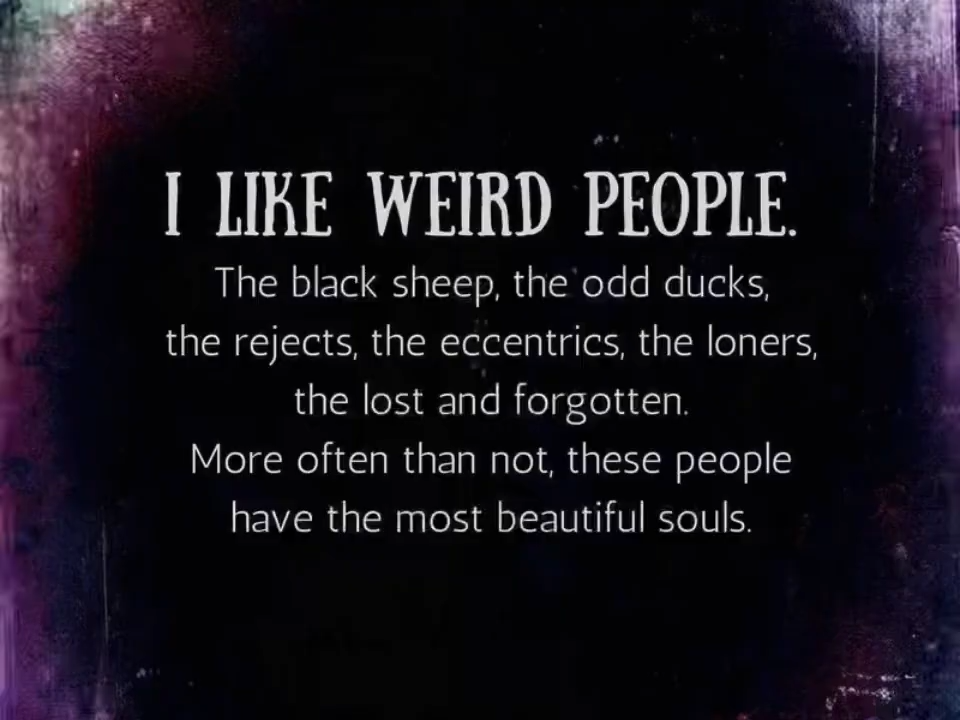 I LIKE WEIRD PEOPLE.
The black sheep, the odd ducks,
the rejects, the eccentrics, the loners,
the lost and forgotten.
More often than not, these people
have the most beautiful souls.